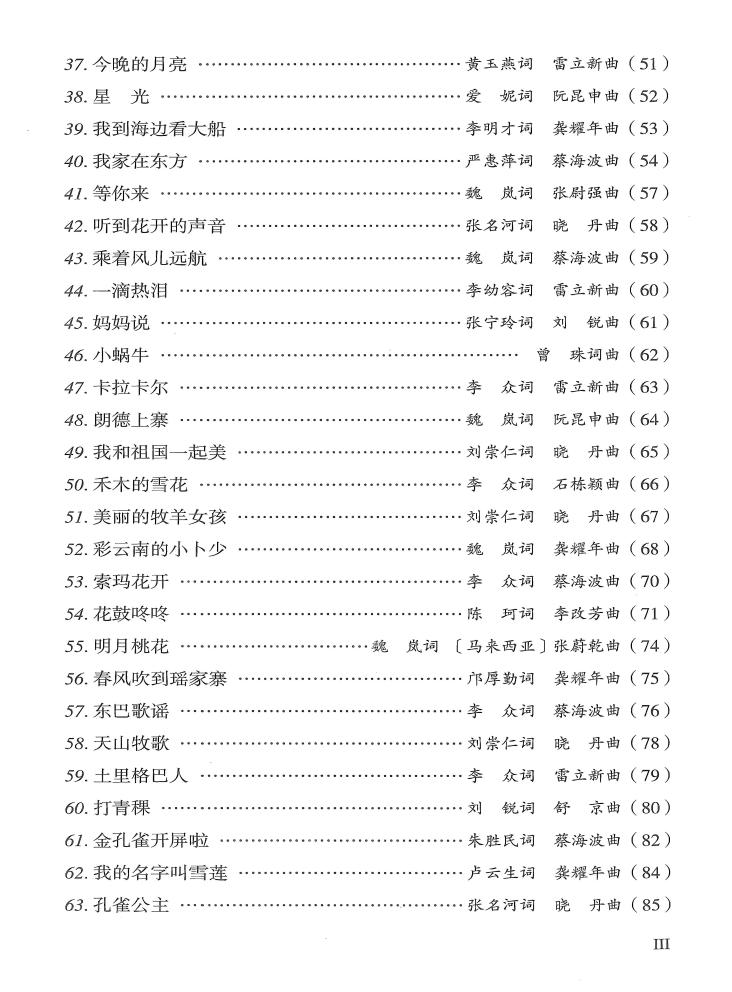 37. 今晚的月亮 …………………………………… 黄玉燕词 雷立新曲 ( 51 )
38. 星 光 ………………………………………… 爱 妮词 阮昆申曲 ( 52 )
39. 我到海边看大船 ……………………………… 李明才词 龚耀年曲 ( 53 )
40. 我家在东方 …………………………………… 严惠萍词 蔡海波曲 ( 54 )
41. 等你来 ………………………………………… 魏 岚词 张尉强曲 ( 57 )
42. 听到花开的声音 ……………………………… 张名河词 晓 丹曲 ( 58 )
43. 乘着风儿远航 ………………………………… 魏 岚词 蔡海波曲 ( 59 )
44. 一滴热泪 ……………………………………… 李幼容词 雷立新曲 ( 60 )
45. 妈妈说 ………………………………………… 张宁玲词 刘 锐曲 ( 61 )
46. 小蜗牛 ………………………………………………… 曾 珠词曲 ( 62 )
47. 卡拉卡尔 ……………………………………… 李 众词 雷立新曲 ( 63 )
48. 朗德上寨 ……………………………………… 魏 岚词 阮昆申曲 ( 64 )
49. 我和祖国一起美 ……………………………… 刘崇仁词 晓 丹曲 ( 65 )
50. 禾木的雪花 …………………………………… 李 众词 石栋颖曲 ( 66 )
51. 美丽的牧羊女孩 ……………………………… 刘崇仁词 晓 丹曲 ( 67 )
52. 彩云南的小卜少 ……………………………… 魏 岚词 龚耀年曲 ( 68 )
53. 索玛花开 ……………………………………… 李 众词 蔡海波曲 ( 70 )
54. 花鼓咚咚 ……………………………………… 陈 珂词 李改芳曲 ( 71 )
55. 明月桃花 ………………………… 魏 岚词 〔马来西亚〕张蔚乾曲 ( 74 )
56. 春风吹到瑶家寨 ……………………………… 邝厚勤词 龚耀年曲 ( 75 )
57. 东巴歌谣 ……………………………………… 李 众词 蔡海波曲 ( 76 )
58. 天山牧歌 ……………………………………… 刘崇仁词 晓 丹曲 ( 78 )
59. 土里格巴人 …………………………………… 李 众词 雷立新曲 ( 79 )
60. 打青稞 ………………………………………… 刘 锐词 舒 京曲 ( 80 )
61. 金孔雀开屏啦 ………………………………… 朱胜民词 蔡海波曲 ( 82 )
62. 我的名字叫雪莲 ……………………………… 卢云生词 龚耀年曲 ( 84 )
63. 孔雀公主 ……………………………………… 张名河词 晓 丹曲 ( 85 )
III